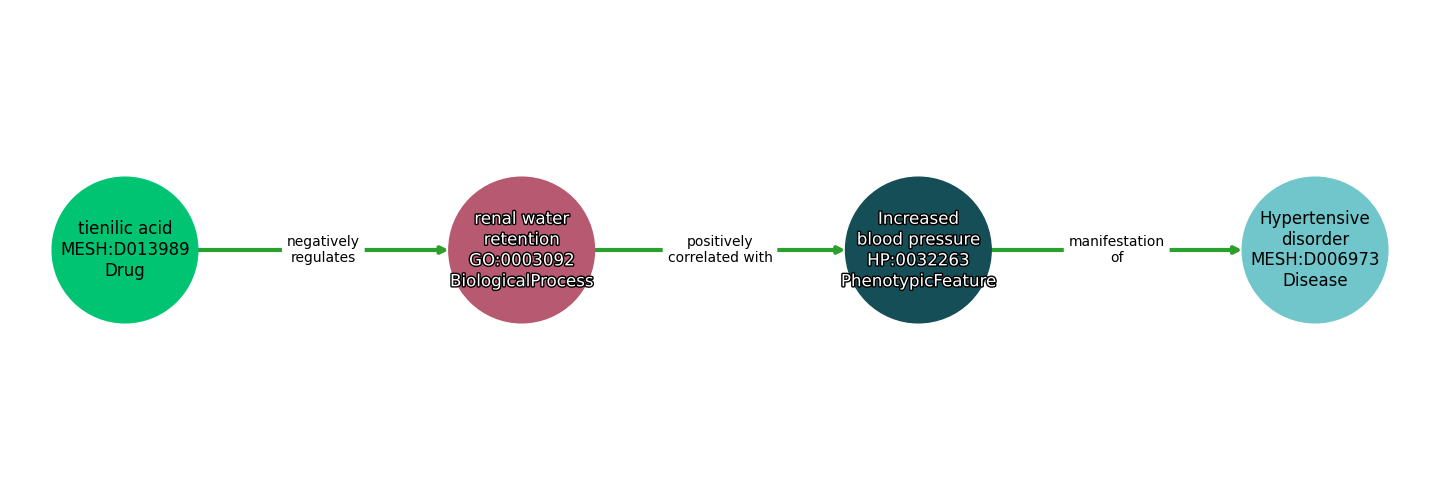 tienilic acid
MESH:D013989
Drug
negatively
regulates
renal water
retention
GO:0003092
BiologicalProcess
positively
correlated with
Increased
blood pressure
HP:0032263
PhenotypicFeature
manifestation
of
Hypertensive
disorder
MESH:D006973
Disease